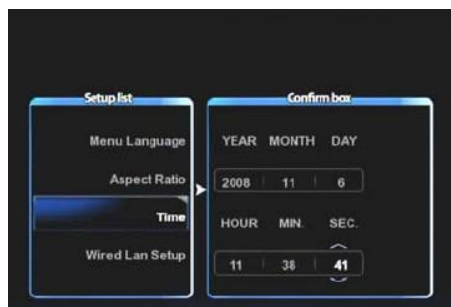 Setup list
Confirm box
Menu Language
Aspect Ratio
Time
Wired Lan Setup
YEAR MONTH DAY
2008 11 6
HOUR MIN. SEC.
11 38 41